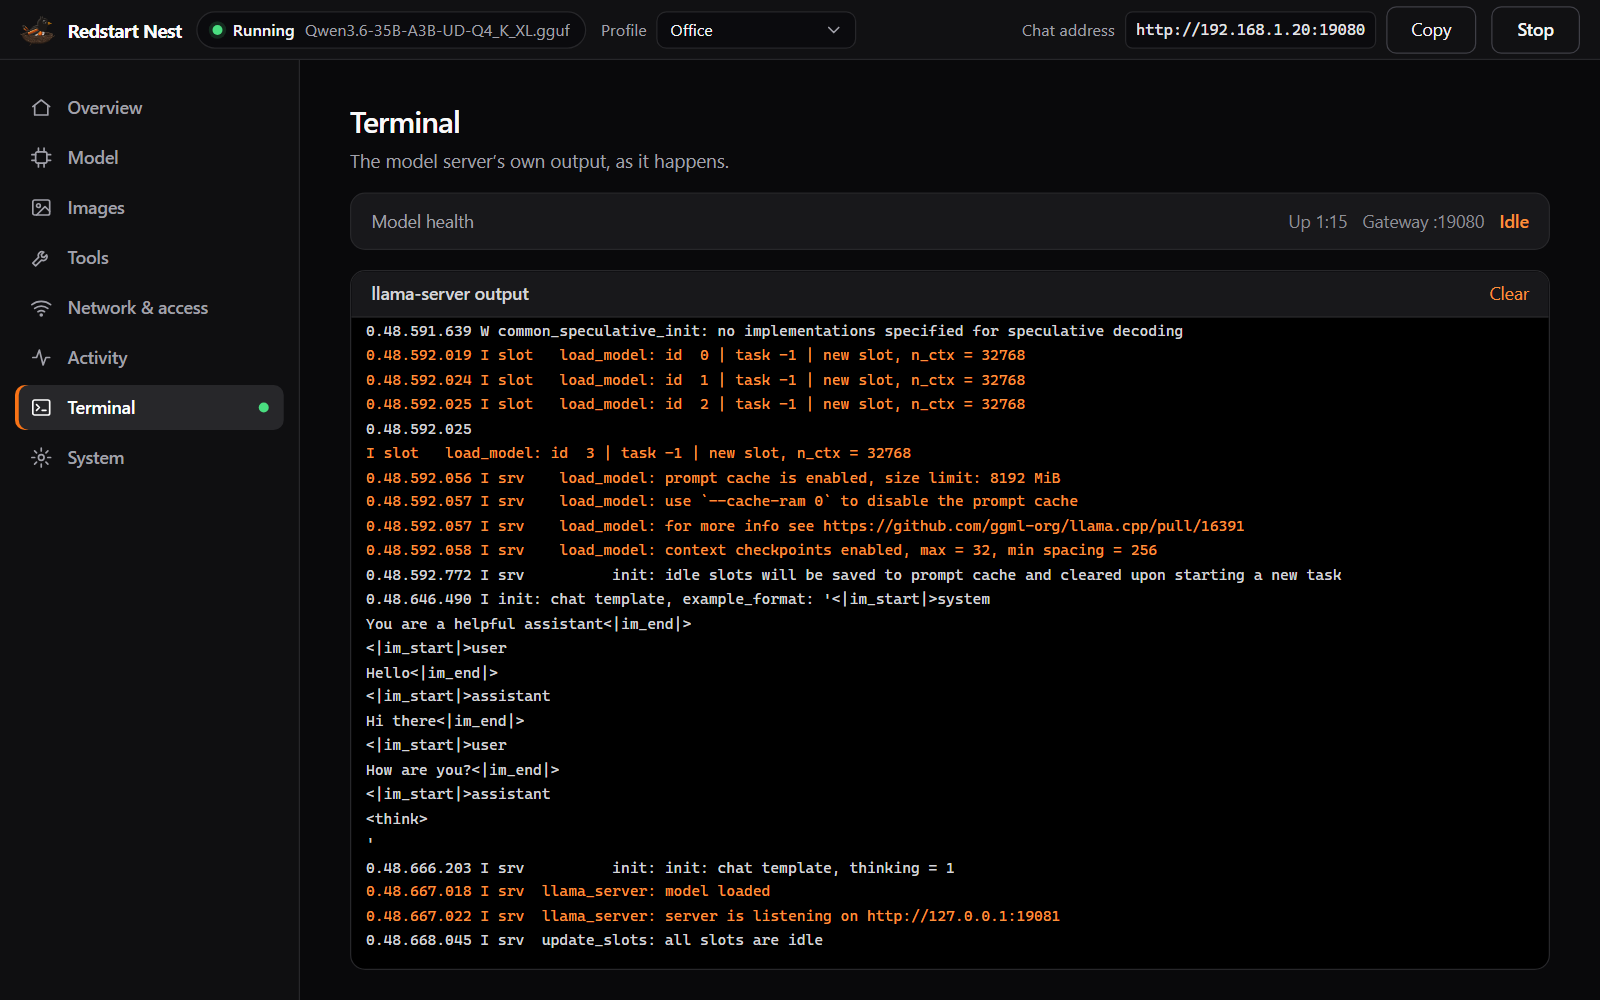 Redstart Nest
Running Qwen3.6-35B-A3B-UD-Q4_K_XL.gguf
Profile Office
Chat address http://192.168.1.20:19080 Copy Stop
Overview
Model
Images
Tools
Network & access
Activity
Terminal
System
Terminal
The model server's own output, as it happens.
Model health Up 1:15 Gateway :19080 Idle
llama-server output Clear
0.48.591.639 W common_speculative_init: no implementations specified for speculative decoding
0.48.592.019 I slot   load_model: id  0 | task -1 | new slot, n_ctx = 32768
0.48.592.024 I slot   load_model: id  1 | task -1 | new slot, n_ctx = 32768
0.48.592.025 I slot   load_model: id  2 | task -1 | new slot, n_ctx = 32768
0.48.592.025
I slot   load_model: id  3 | task -1 | new slot, n_ctx = 32768
0.48.592.056 I srv    load_model: prompt cache is enabled, size limit: 8192 MiB
0.48.592.057 I srv    load_model: use `--cache-ram 0` to disable the prompt cache
0.48.592.057 I srv    load_model: for more info see https://github.com/ggml-org/llama.cpp/pull/16391
0.48.592.058 I srv    load_model: context checkpoints enabled, max = 32, min spacing = 256
0.48.592.772 I srv          init: idle slots will be saved to prompt cache and cleared upon starting a new task
0.48.646.490 I init: chat template, example_format: '<|im_start|>system
You are a helpful assistant<|im_end|>
<|im_start|>user
Hello<|im_end|>
<|im_start|>assistant
Hi there<|im_end|>
<|im_start|>user
How are you?<|im_end|>
<|im_start|>assistant
<think>
'
0.48.666.203 I srv          init: init: chat template, thinking = 1
0.48.667.018 I srv  llama_server: model loaded
0.48.667.022 I srv  llama_server: server is listening on http://127.0.0.1:19081
0.48.668.045 I srv  update_slots: all slots are idle